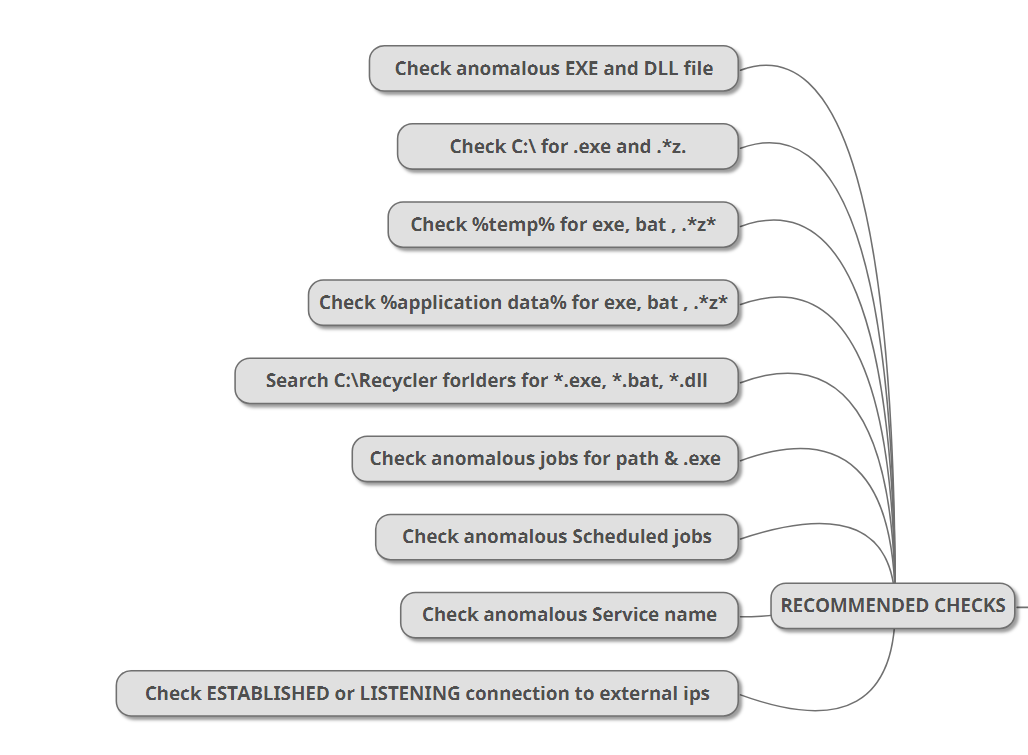 Check anomalous EXE and DLL file
Check C:\ for .exe and .*z.
Check %temp% for exe, bat , .*z*
Check %application data% for exe, bat , .*z*
Search C:\Recycler forlders for *.exe, *.bat, *.dll
Check anomalous jobs for path & .exe
Check anomalous Scheduled jobs
RECOMMENDED CHECKS
Check anomalous Service name
Check ESTABLISHED or LISTENING connection to external ips